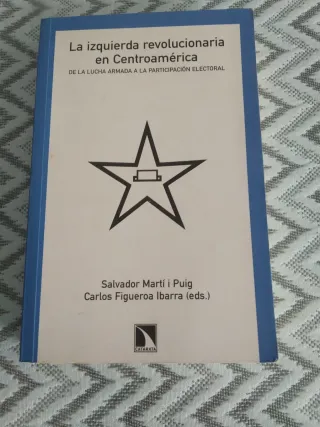 La izquierda revolucionaria
en Centroamérica
DE LA LUCHA ARMADA A LA PARTICIPACIÓN ELECTORAL
Salvador Martí i Puig
Carlos Figueroa Ibarra (eds.)
CATARATA